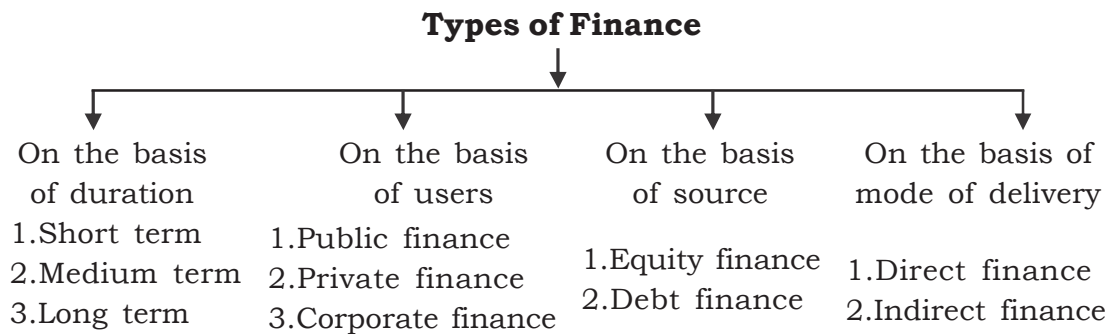 Types of Finance
On the basis
of duration
1.Short term
2.Medium term
3.Long term
On the basis
of users
1.Public finance
2.Private finance
3.Corporate finance
On the basis
of source
1.Equity finance
2.Debt finance
On the basis of
mode of delivery
1.Direct finance
2.Indirect finance